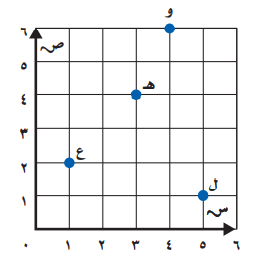 و
٦
ص
٥
هـ
٤
٣
ع
٢
ل
١
س
٠ ١ ٢ ٣ ٤ ٥ ٦